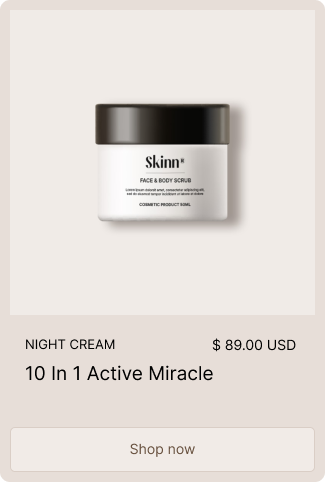 Skinn®
FACE & BODY SCRUB
COSMETIC PRODUCT 50ML
NIGHT CREAM
$ 89.00 USD
10 In 1 Active Miracle
Shop now